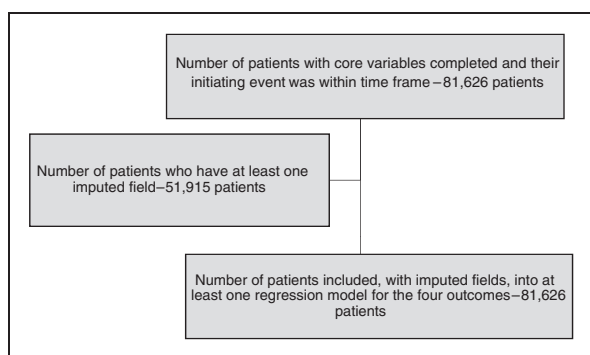 Number of patients with core variables completed and their
initiating event was within time frame–81,626 patients
Number of patients who have at least one
imputed field–51,915 patients
Number of patients included, with imputed fields, into at
least one regression model for the four outcomes–81,626
patients